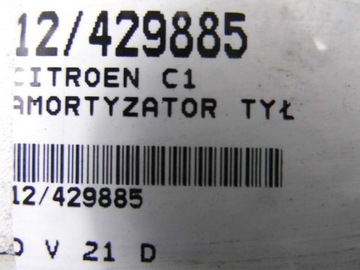 12/429885
CITROEN C1
AMORTYZATOR TYŁ
12/429885
D V 21 D